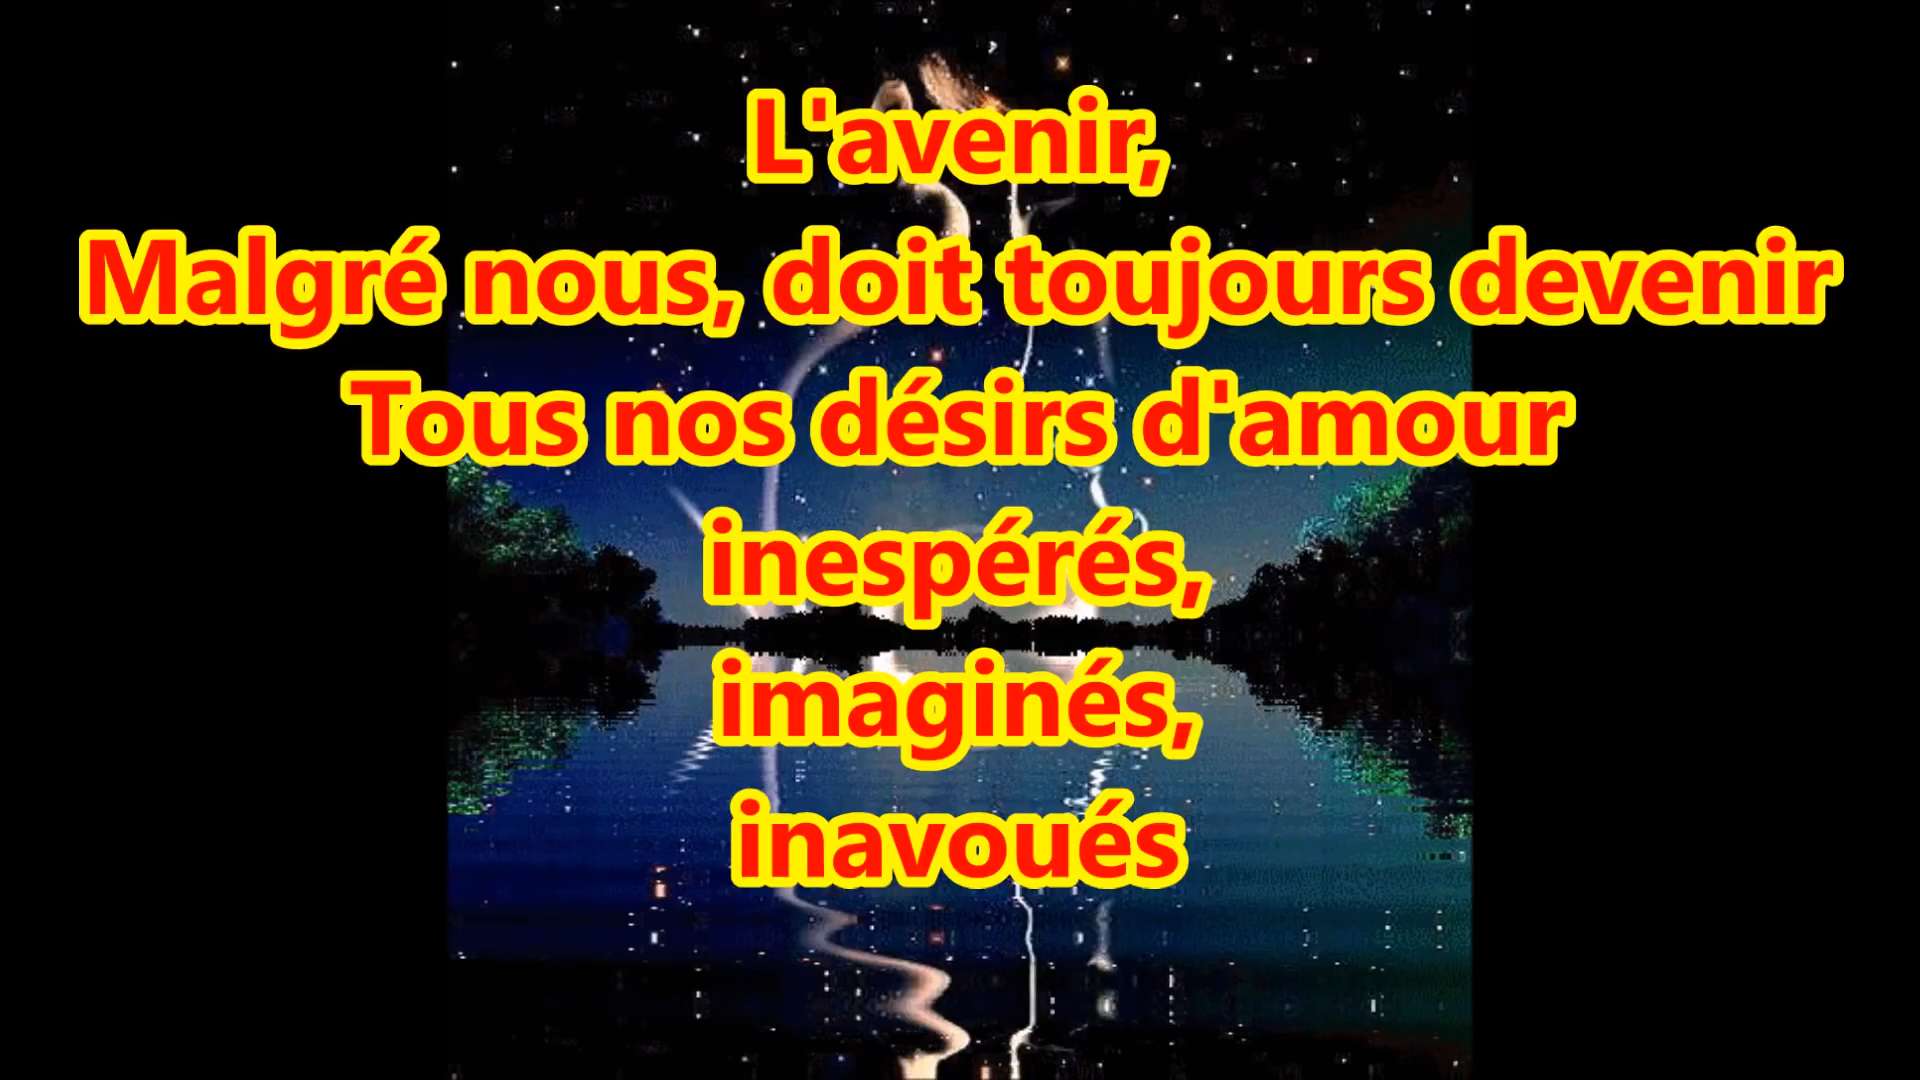 L'avenir,
Malgré nous, doit toujours devenir
Tous nos désirs d'amour
inespérés,
imaginés,
inavoués